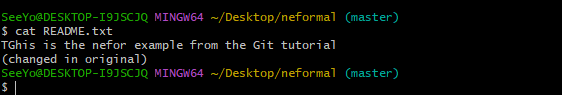 SeeYo@DESKTOP-I9JSCJQ MINGW64 ~/Desktop/neformal (master)
$ cat README.txt
TGhis is the nefor example from the Git tutorial
(changed in original)
SeeYo@DESKTOP-I9JSCJQ MINGW64 ~/Desktop/neformal (master)
$